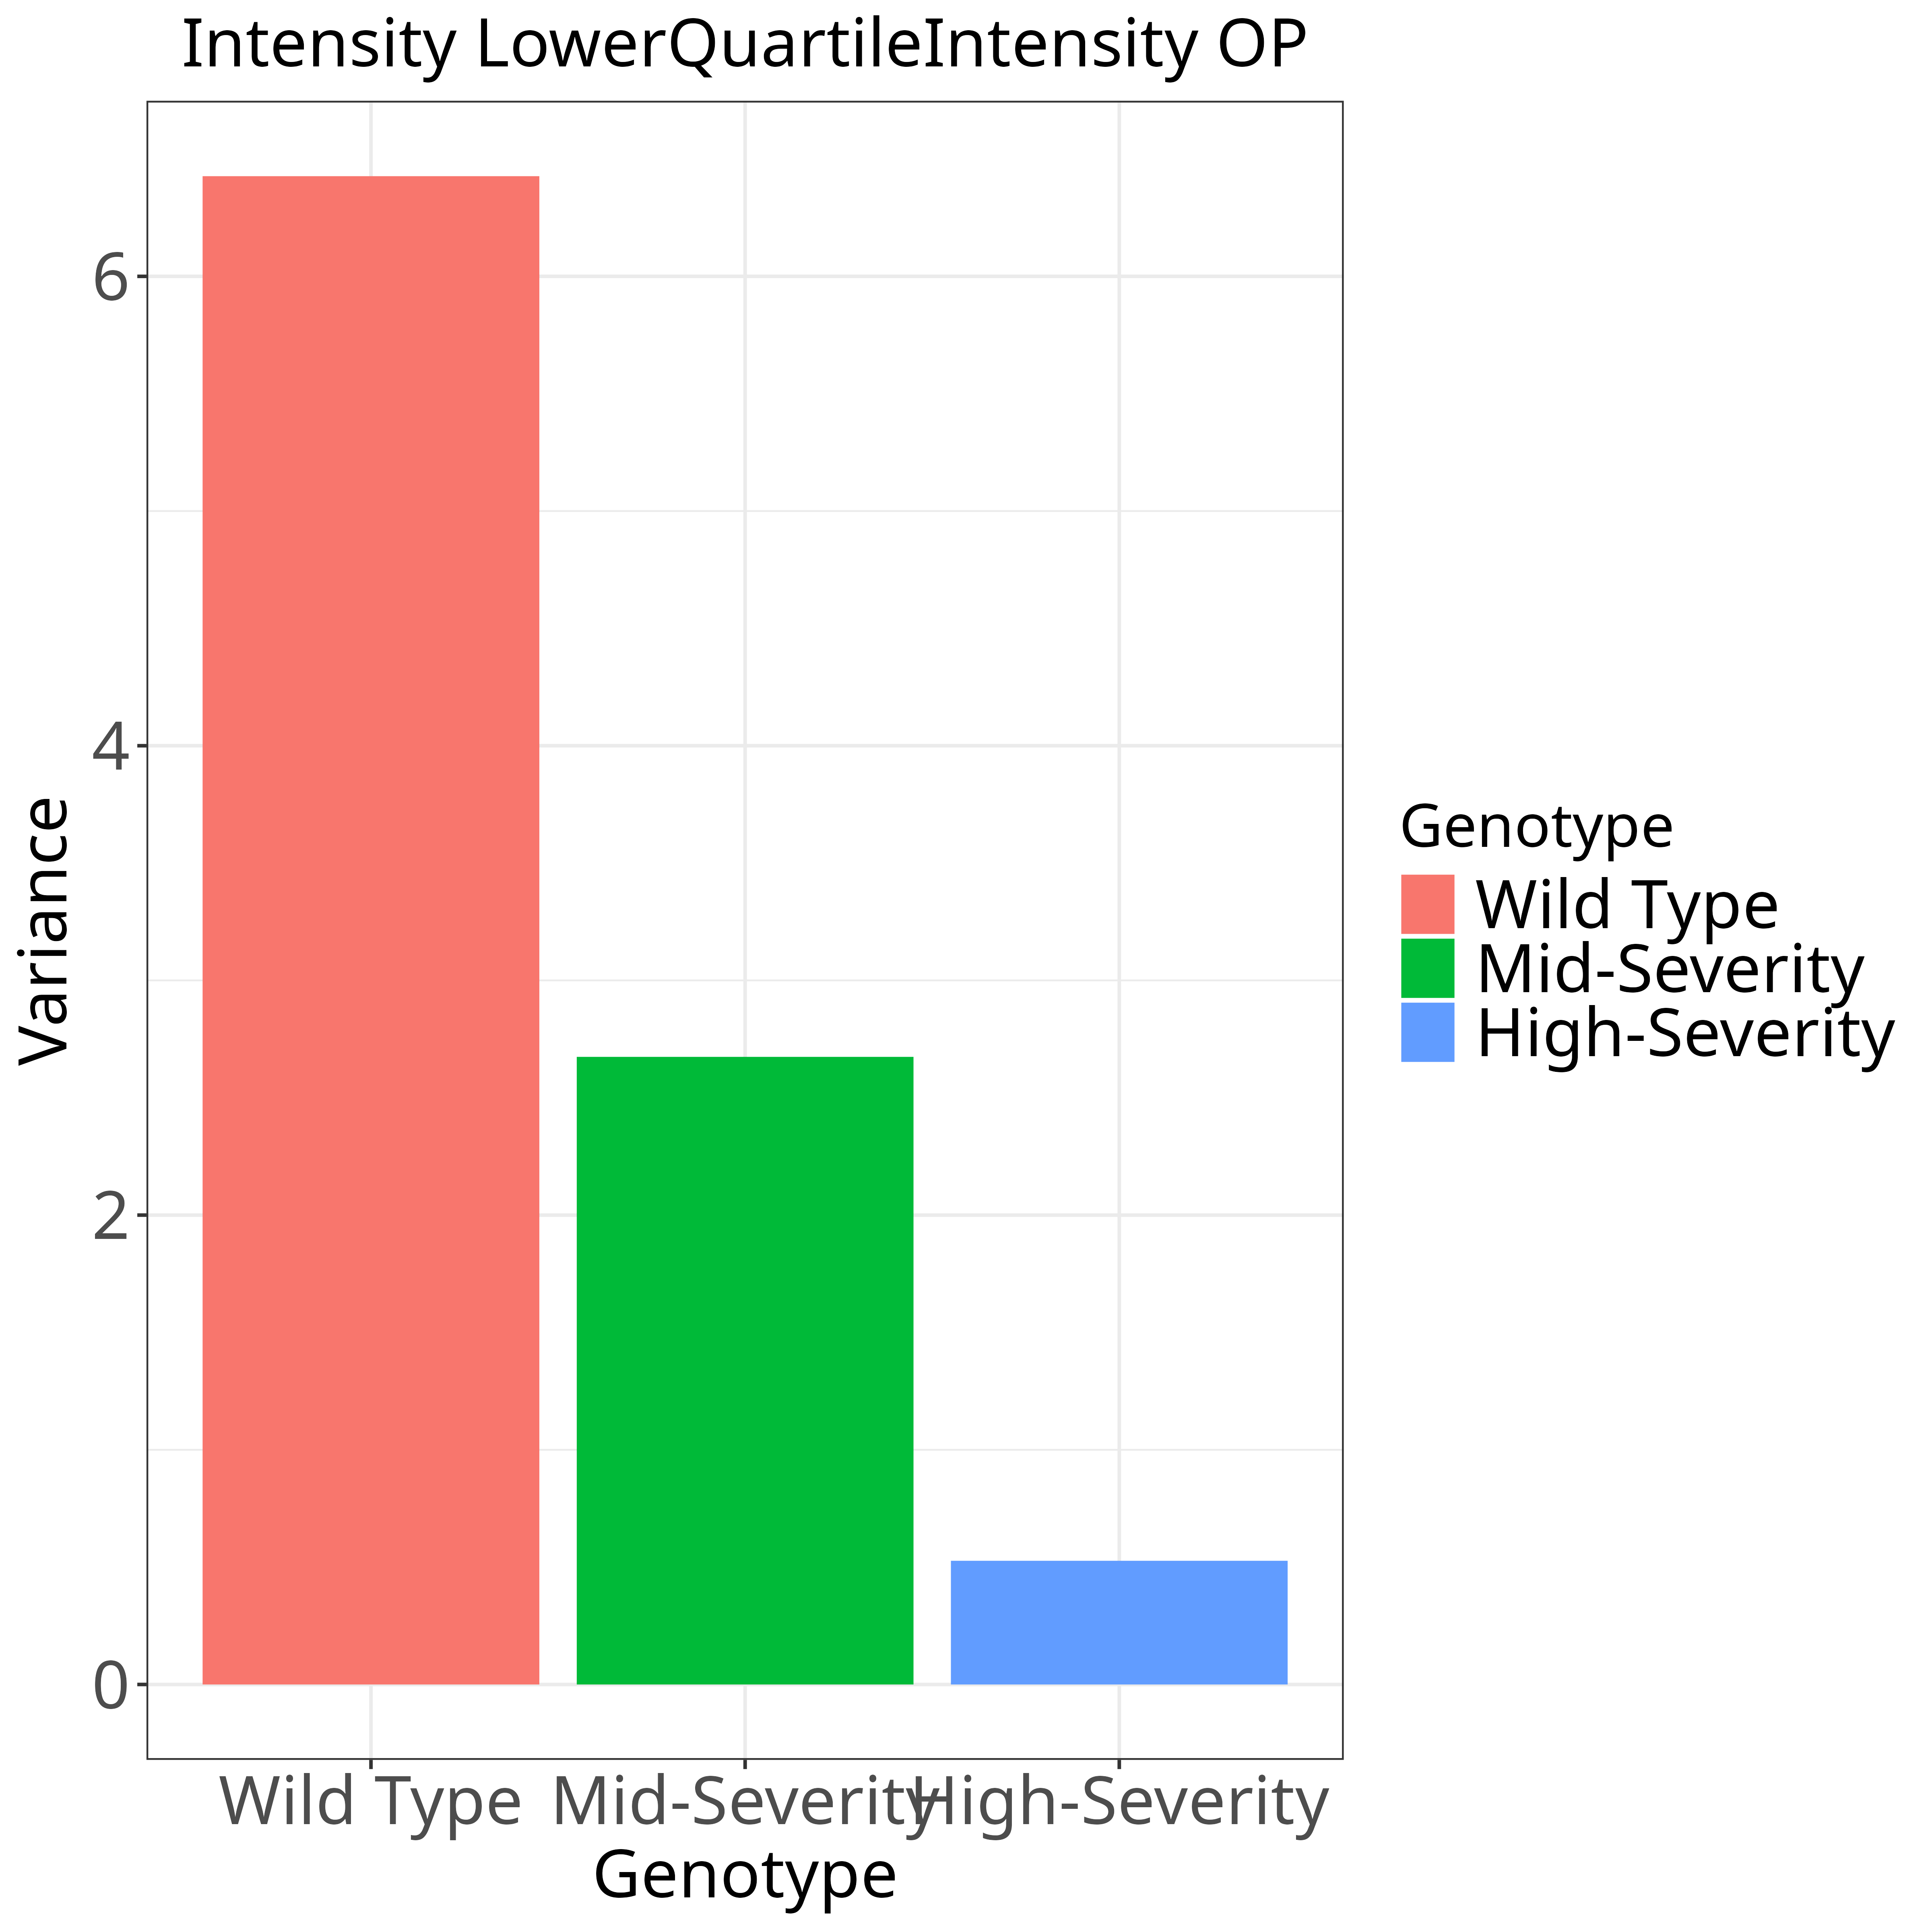 Intensity LowerQuartileIntensity OP
6
4
2
0
Variance
Wild Type Mid-Severity High-Severity
Genotype
Genotype
Wild Type
Mid-Severity
High-Severity